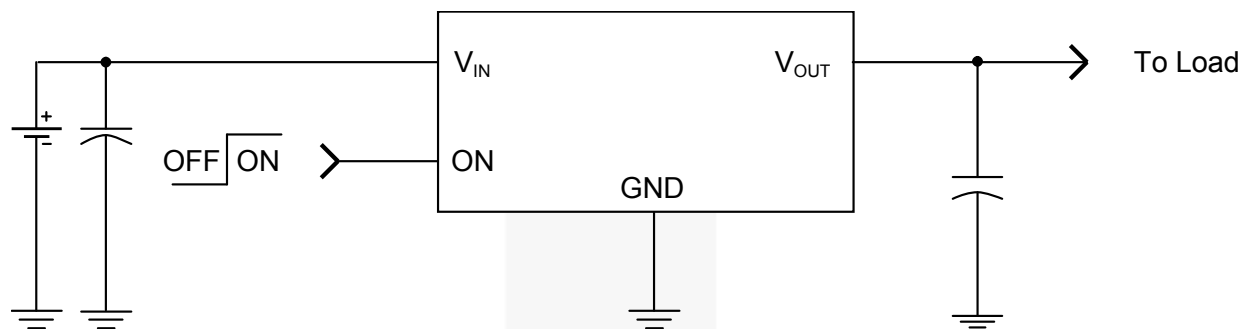 V_IN
V_OUT
To Load
+
-
OFF ON
ON
GND